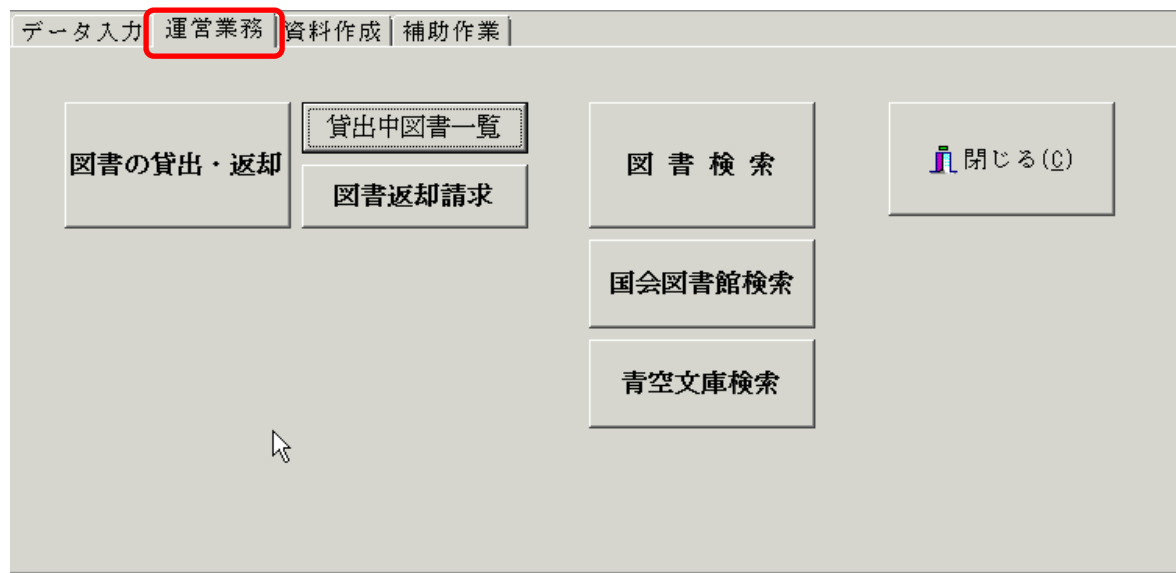 データ入力 運営業務 資料作成 補助作業
図書の貸出・返却
貸出中図書一覧
図書返却請求
図 書 検 索
国会図書館検索
青空文庫検索
閉じる(C)